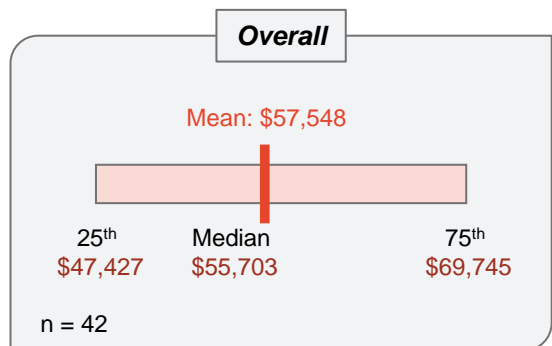 Overall
Mean: $57,548
25th Median 75th
$47,427 $55,703 $69,745
n = 42